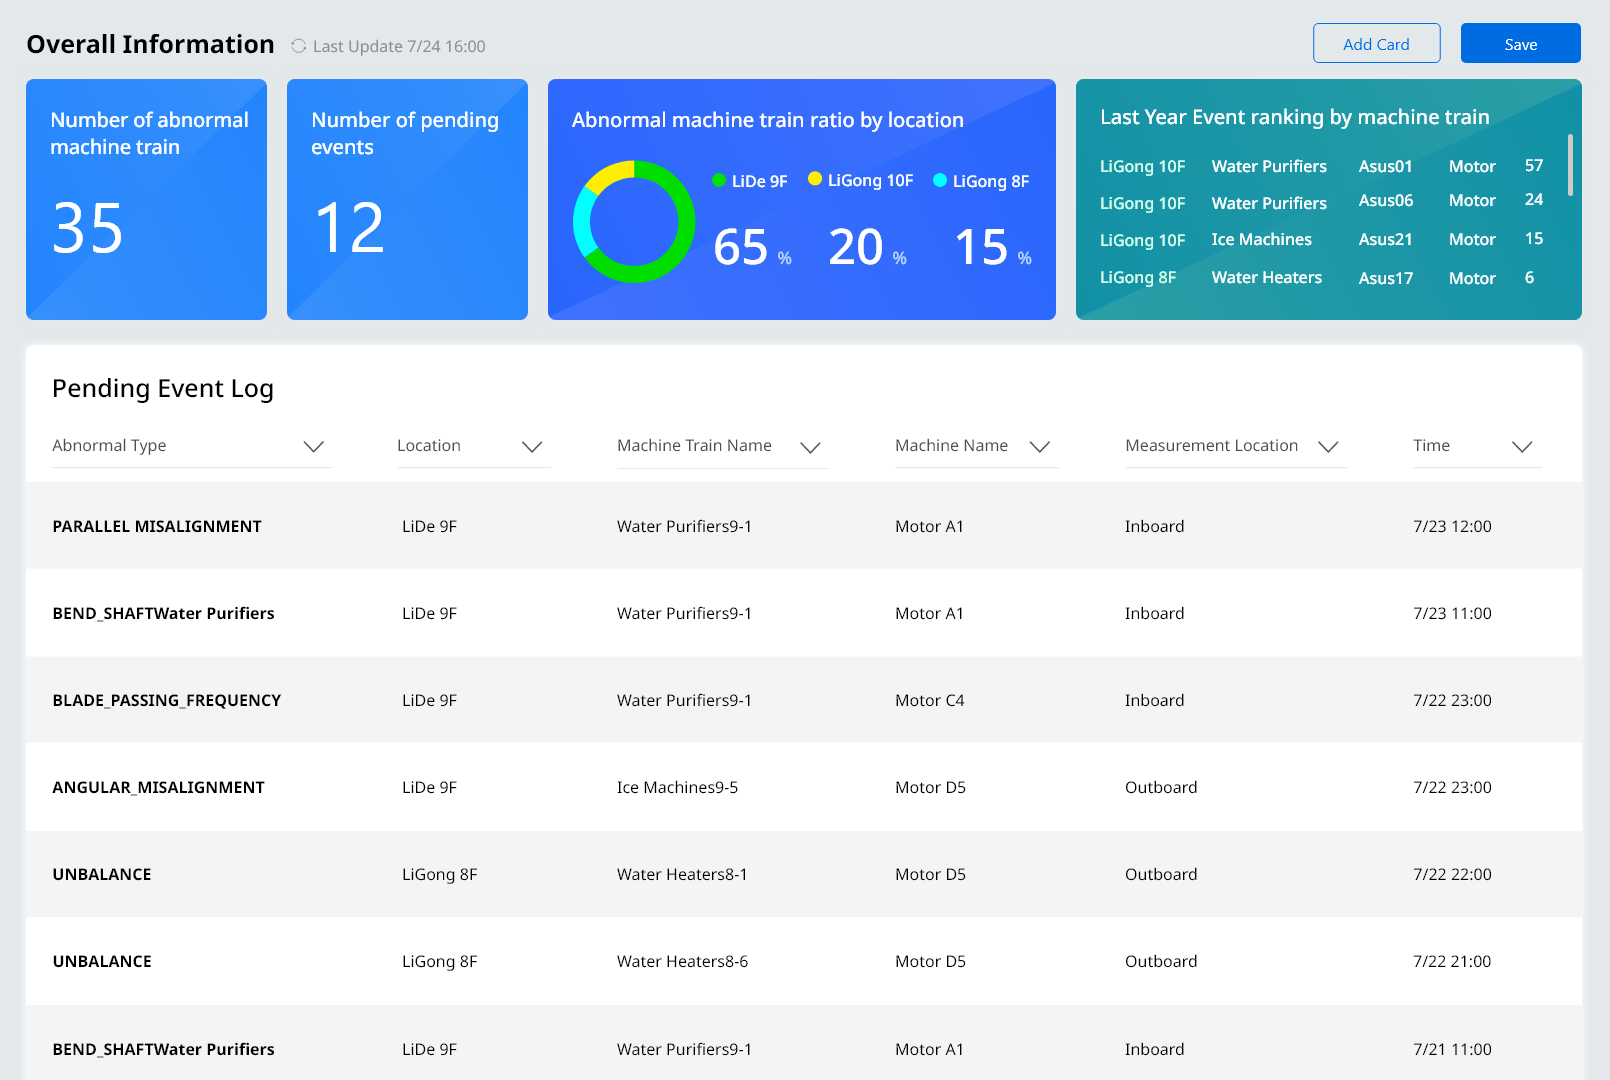 Overall Information
Last Update 7/24 16:00
Add Card
Save
Number of abnormal
machine train
35
Number of pending
events
12
Abnormal machine train ratio by location
LiDe 9F LiGong 10F LiGong 8F
65 % 20 % 15 %
Last Year Event ranking by machine train
LiGong 10F Water Purifiers Asus01 Motor 57
LiGong 10F Water Purifiers Asus06 Motor 24
LiGong 10F Ice Machines Asus21 Motor 15
LiGong 8F Water Heaters Asus17 Motor 6
Pending Event Log
Abnormal Type Location Machine Train Name Machine Name Measurement Location Time
PARALLEL MISALIGNMENT LiDe 9F Water Purifiers9-1 Motor A1 Inboard 7/23 12:00
BEND_SHAFTWater Purifiers LiDe 9F Water Purifiers9-1 Motor A1 Inboard 7/23 11:00
BLADE_PASSING_FREQUENCY LiDe 9F Water Purifiers9-1 Motor C4 Inboard 7/22 23:00
ANGULAR_MISALIGNMENT LiDe 9F Ice Machines9-5 Motor D5 Outboard 7/22 23:00
UNBALANCE LiGong 8F Water Heaters8-1 Motor D5 Outboard 7/22 22:00
UNBALANCE LiGong 8F Water Heaters8-6 Motor D5 Outboard 7/22 21:00
BEND_SHAFTWater Purifiers LiDe 9F Water Purifiers9-1 Motor A1 Inboard 7/21 11:00